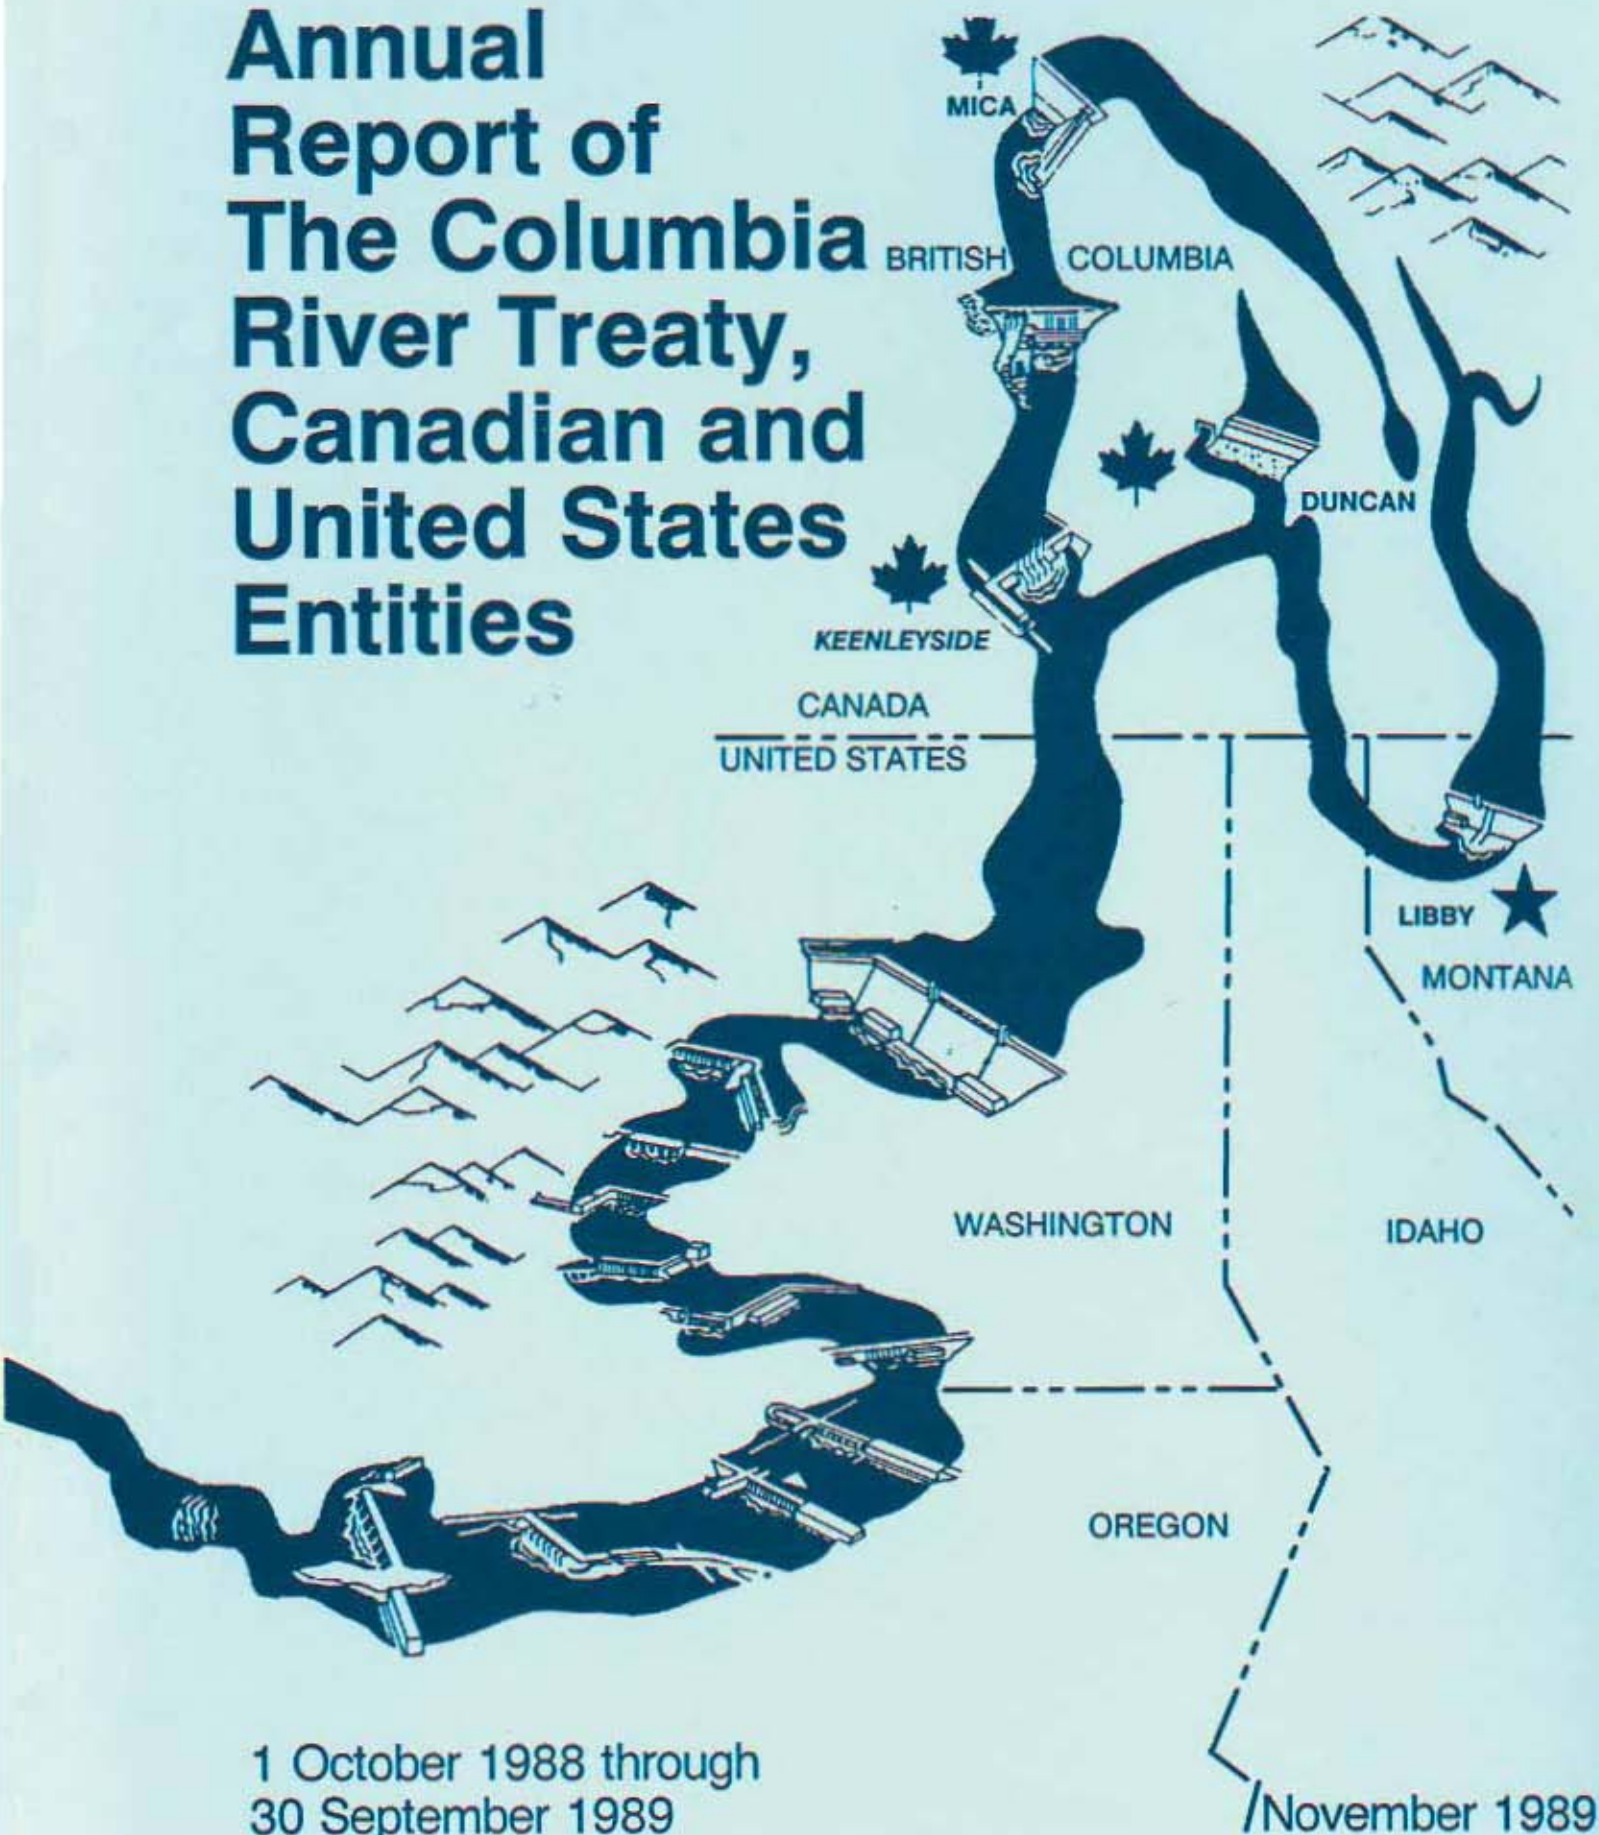 Annual
Report of
The Columbia
River Treaty,
Canadian and
United States
Entities
MICA
BRITISH COLUMBIA
DUNCAN
KEENLEYSIDE
CANADA
UNITED STATES
LIBBY
MONTANA
WASHINGTON
IDAHO
OREGON
1 October 1988 through
30 September 1989
November 1989